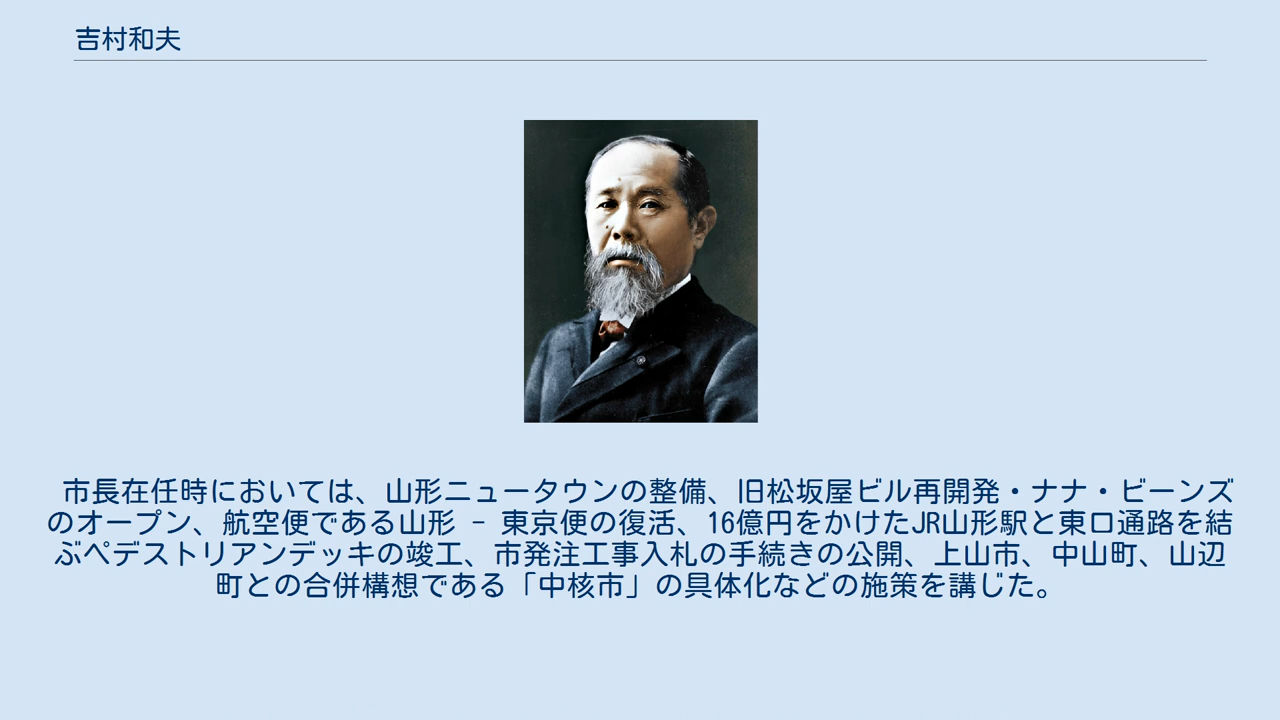 吉村和夫
市長在任時においては、山形ニュータウンの整備、旧松坂屋ビル再開発・ナナ・ビーンズ
のオープン、航空便である山形 － 東京便の復活、16億円をかけたJR山形駅と東口通路を結
ぶペデストリアンデッキの竣工、市発注工事入札の手続きの公開、上山市、中山町、山辺
町との合併構想である「中核市」の具体化などの施策を講じた。